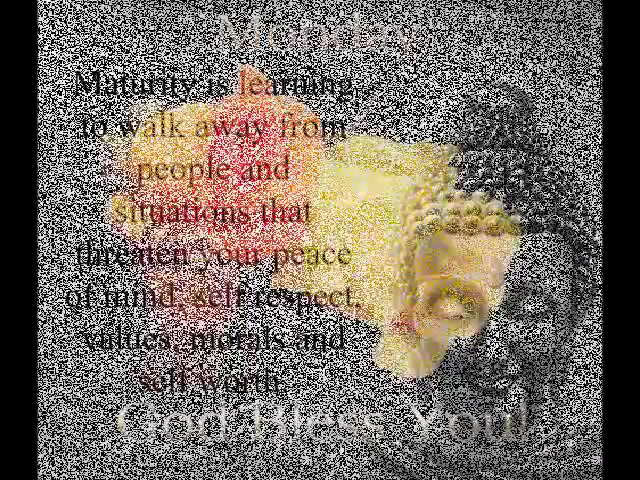 Monday
Maturity is learning
to walk away from
people and
situations that
threaten your peace
of mind, self respect,
values, morals and
self worth
God Bless You!